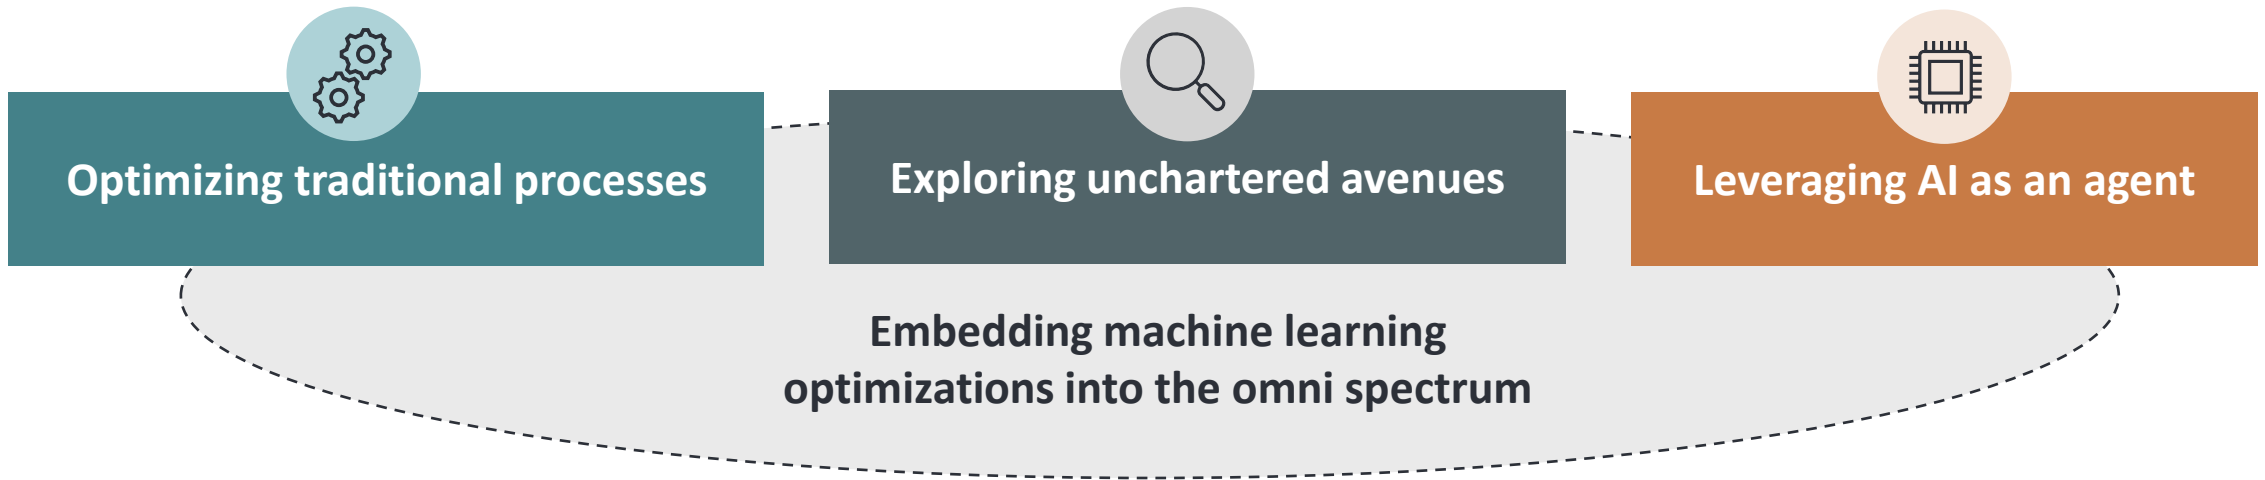 Optimizing traditional processes
Exploring unchartered avenues
Leveraging AI as an agent
Embedding machine learning
optimizations into the omni spectrum